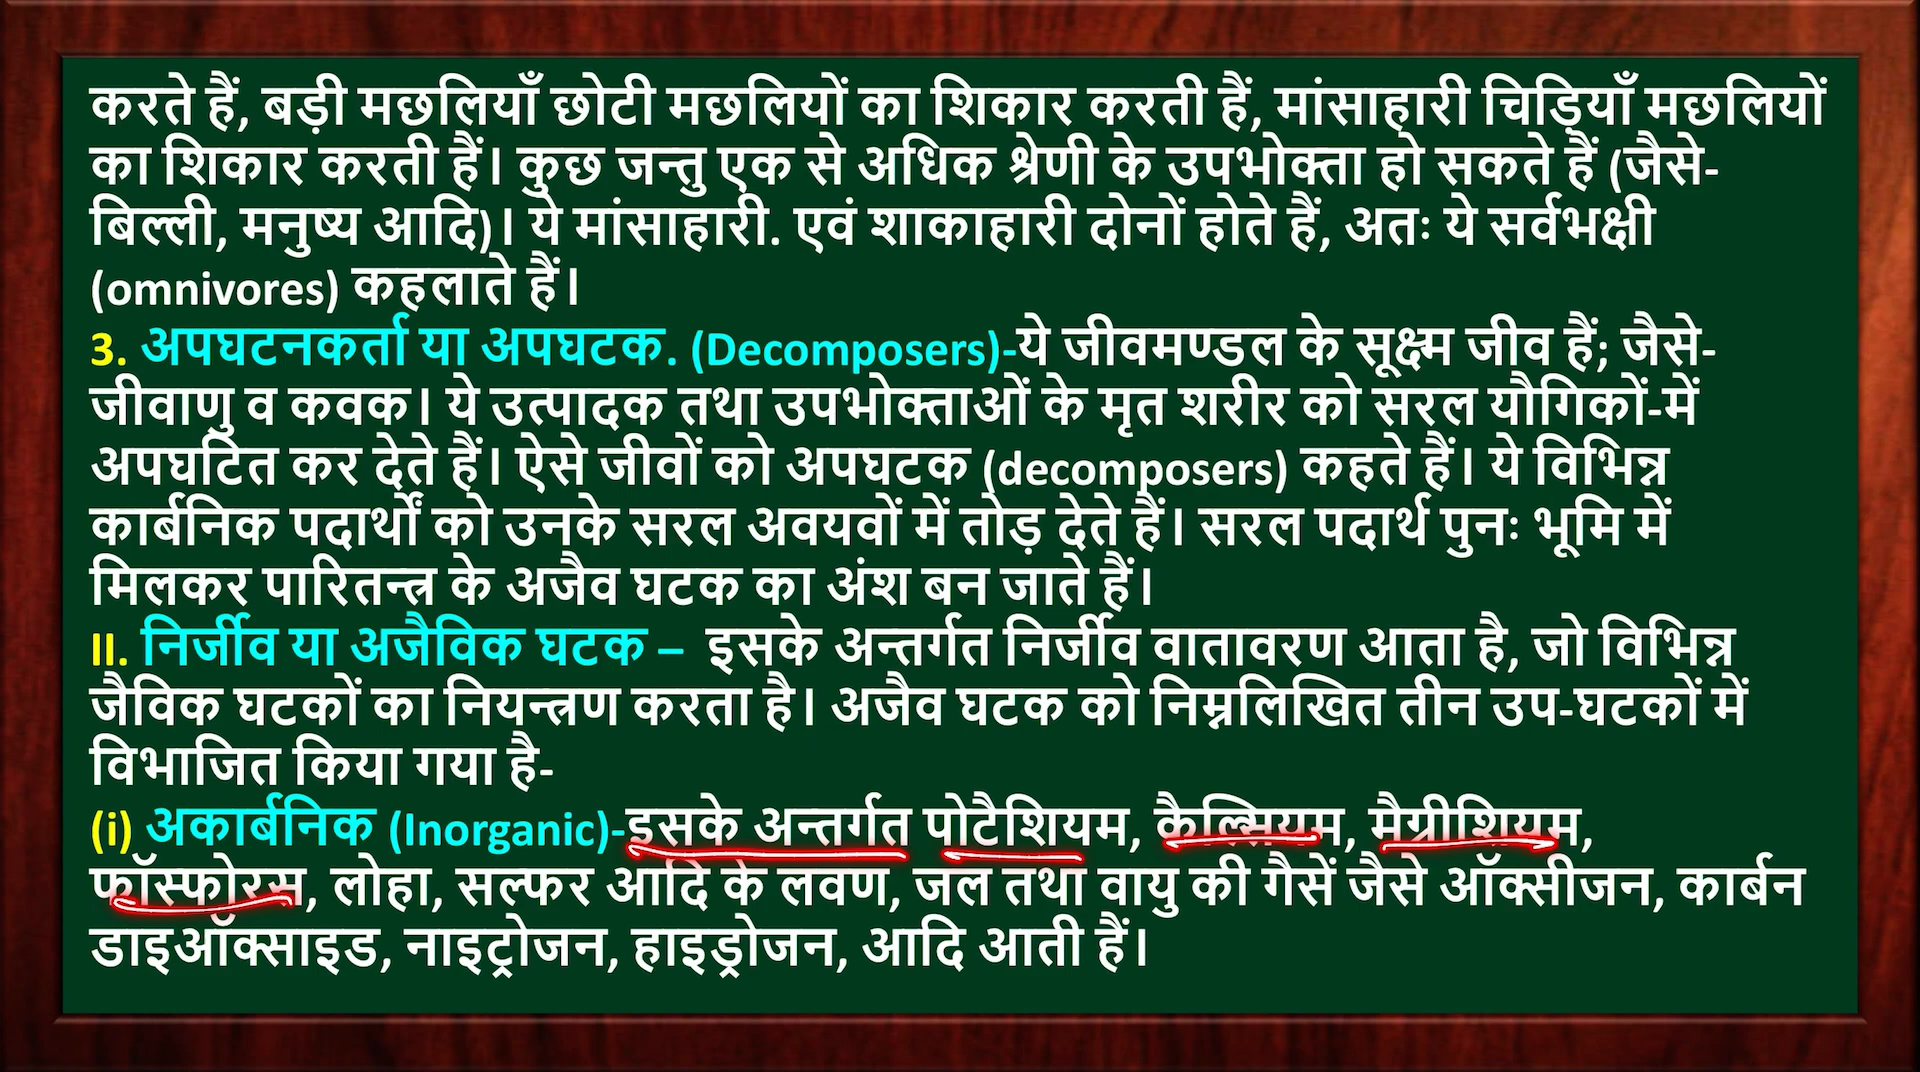 करते हैं, बड़ी मछलियाँ छोटी मछलियों का शिकार करती हैं, मांसाहारी चिड़ियाँ मछलियों
का शिकार करती हैं। कुछ जन्तु एक से अधिक श्रेणी के उपभोक्ता हो सकते हैं (जैसे-
बिल्ली, मनुष्य आदि)। ये मांसाहारी. एवं शाकाहारी दोनों होते हैं, अतः ये सर्वभक्षी
(omnivores) कहलाते हैं।
3. अपघटनकर्ता या अपघटक. (Decomposers)-ये जीवमण्डल के सूक्ष्म जीव हैं; जैसे-
जीवाणु व कवक। ये उत्पादक तथा उपभोक्ताओं के मृत शरीर को सरल यौगिकों-में
अपघटित कर देते हैं। ऐसे जीवों को अपघटक (decomposers) कहते हैं। ये विभिन्न
कार्बनिक पदार्थों को उनके सरल अवयवों में तोड़ देते हैं। सरल पदार्थ पुनः भूमि में
मिलकर पारितन्त्र के अजैव घटक का अंश बन जाते हैं।
II. निर्जीव या अजैविक घटक – इसके अन्तर्गत निर्जीव वातावरण आता है, जो विभिन्न
जैविक घटकों का नियन्त्रण करता है। अजैव घटक को निम्नलिखित तीन उप-घटकों में
विभाजित किया गया है-
(i) अकार्बनिक (Inorganic)-इसके अन्तर्गत पोटैशियम, कैल्सियम, मैग्नीशियम,
फॉस्फोरस, लोहा, सल्फर आदि के लवण, जल तथा वायु की गैसें जैसे ऑक्सीजन, कार्बन
डाइऑक्साइड, नाइट्रोजन, हाइड्रोजन, आदि आती हैं।